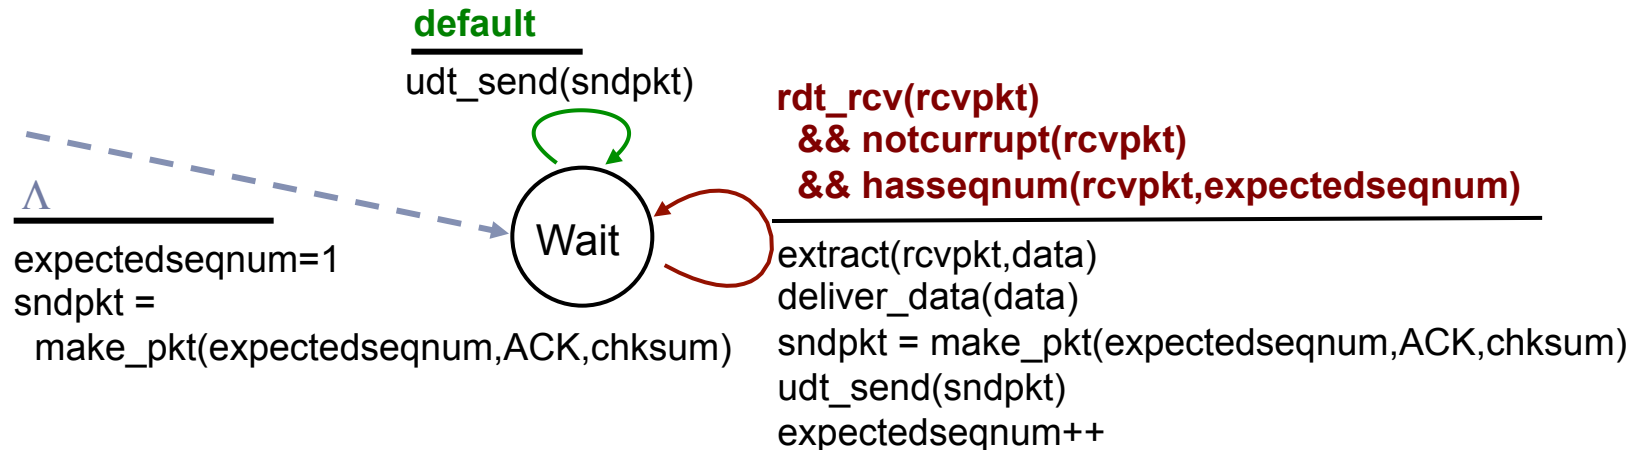 default
udt_send(sndpkt)
rdt_rcv(rcvpkt)
&& notcurrupt(rcvpkt)
&& hasseqnum(rcvpkt,expectedseqnum)
Λ
expectedseqnum=1
sndpkt =
make_pkt(expectedseqnum,ACK,chksum)
Wait
extract(rcvpkt,data)
deliver_data(data)
sndpkt = make_pkt(expectedseqnum,ACK,chksum)
udt_send(sndpkt)
expectedseqnum++